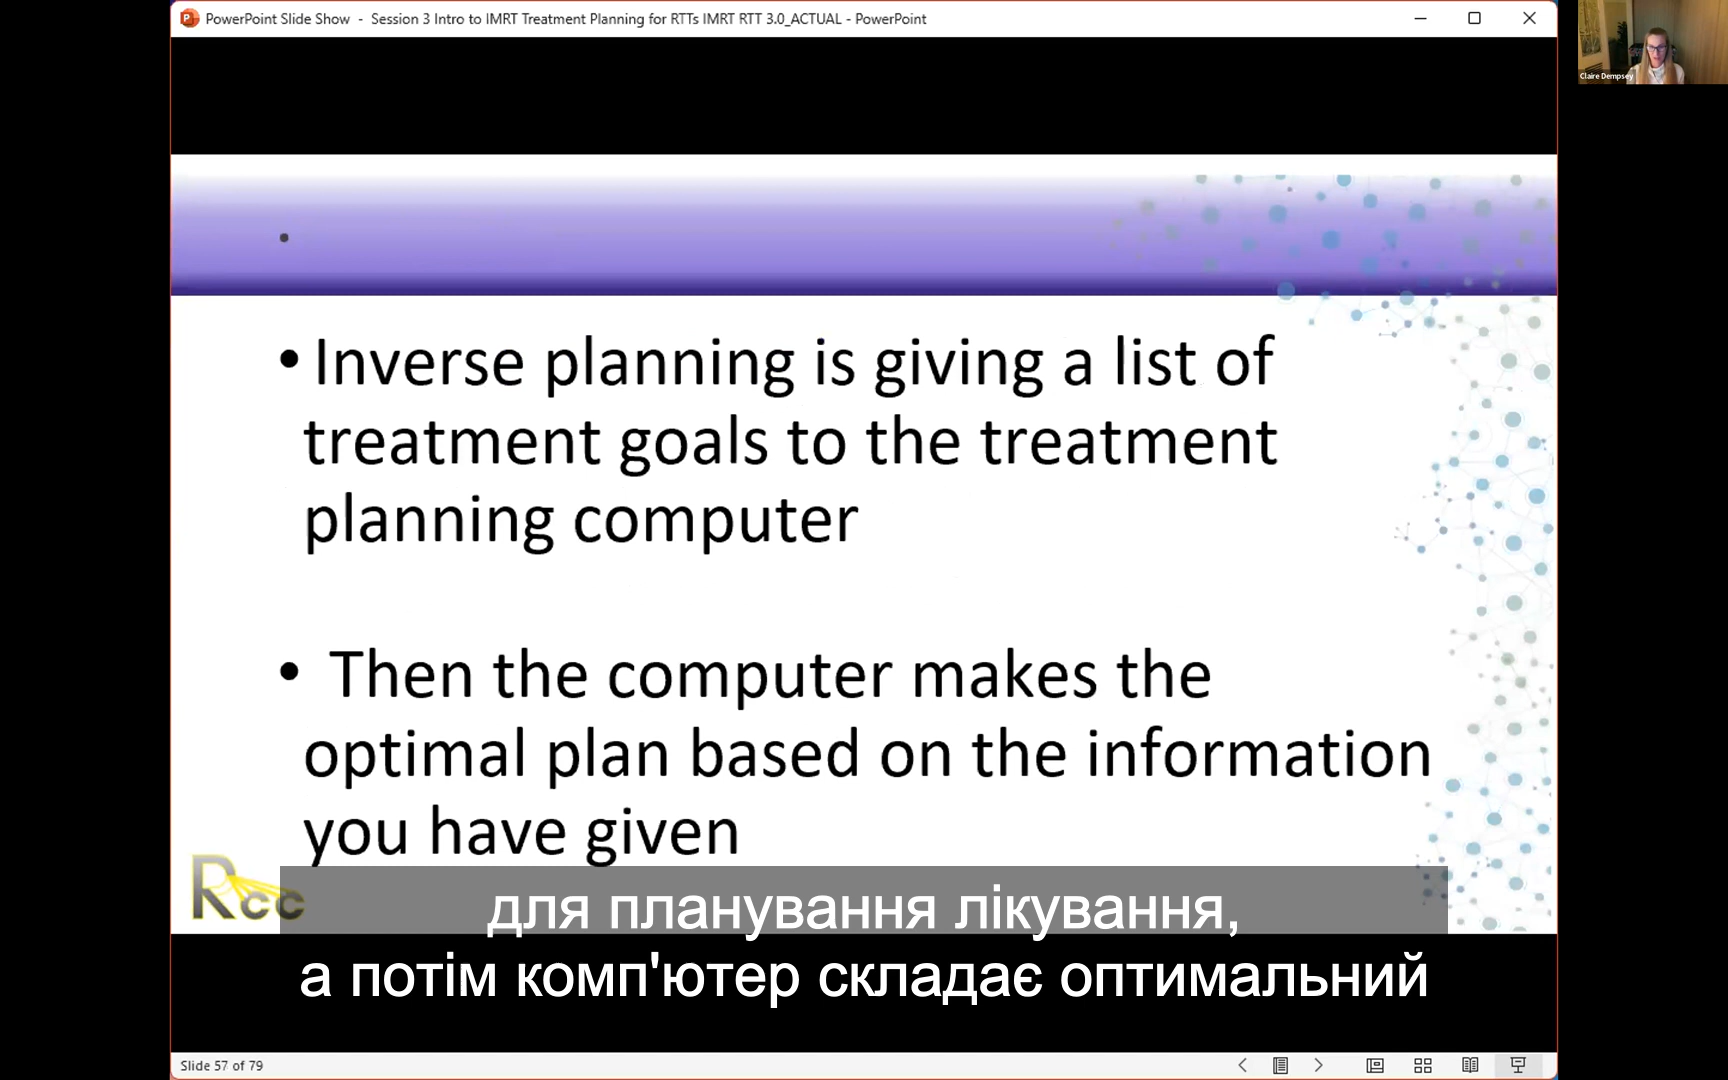 PowerPoint Slide Show - Session 3 Intro to IMRT Treatment Planning for RTTs IMRT RTT 3.0_ACTUAL - PowerPoint
Claire Dempsey
•
• Inverse planning is giving a list of
treatment goals to the treatment
planning computer
• Then the computer makes the
optimal plan based on the information
you have given
Rcc
для планування лікування,
а потім комп'ютер складає оптимальний
Slide 57 of 79